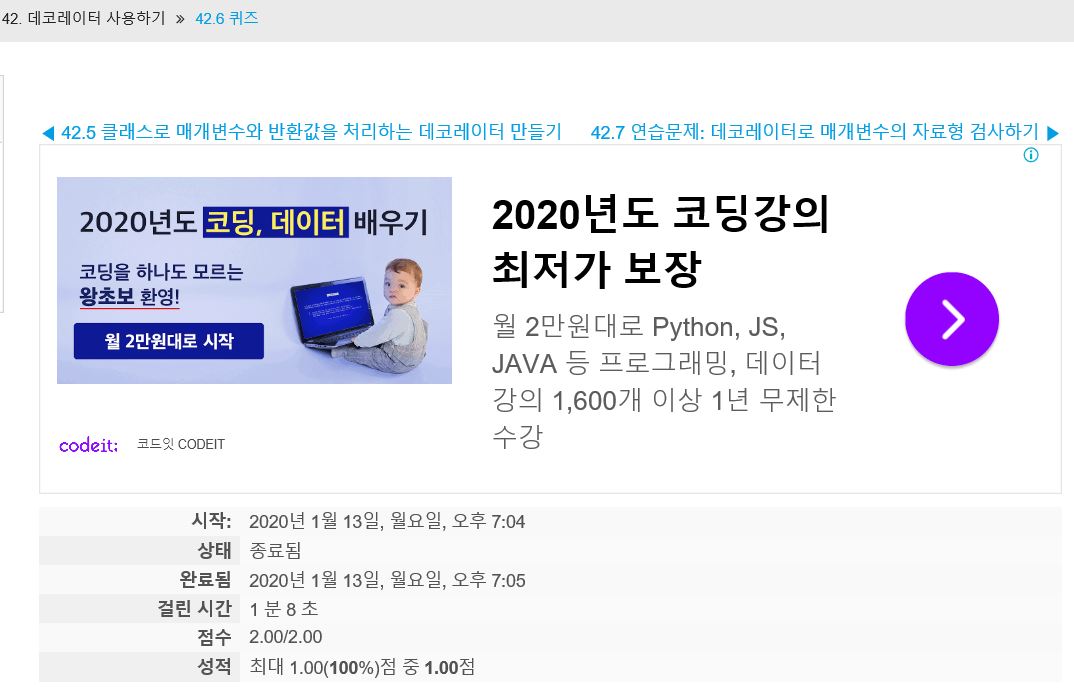 42. 데코레이터 사용하기 » 42.6 퀴즈
◀ 42.5 클래스로 매개변수와 반환값을 처리하는 데코레이터 만들기 42.7 연습문제: 데코레이터로 매개변수의 자료형 검사하기 ▶
2020년도 코딩, 데이터 배우기
코딩을 하나도 모르는
왕초보 환영!
월 2만원대로 시작
2020년도 코딩강의
최저가 보장
월 2만원대로 Python, JS,
JAVA 등 프로그래밍, 데이터
강의 1,600개 이상 1년 무제한
수강
codeit: 코드잇 CODEIT
시작: 2020년 1월 13일, 월요일, 오후 7:04
상태 종료됨
완료됨 2020년 1월 13일, 월요일, 오후 7:05
걸린 시간 1 분 8 초
점수 2.00/2.00
성적 최대 1.00(100%)점 중 1.00점